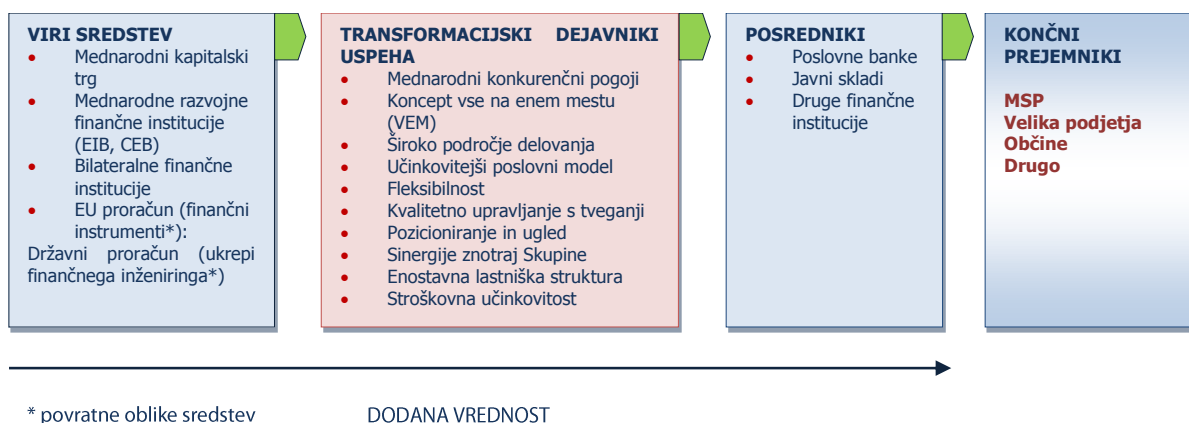 VIRI SREDSTEV
• Mednarodni kapitalski
trg
• Mednarodne razvojne
finančne institucije
(EIB, CEB)
• Bilateralne finančne
institucije
• EU proračun (finančni
instrumenti*):
Državni proračun (ukrepi
finančnega inženiringa*)
TRANSFORMACIJSKI DEJAVNIKI
USPEHA
• Mednarodni konkurenčni pogoji
• Koncept vse na enem mestu
(VEM)
• Široko področje delovanja
• Učinkovitejši poslovni model
• Fleksibilnost
• Kvalitetno upravljanje s tveganji
• Pozicioniranje in ugled
• Sinergije znotraj Skupine
• Enostavna lastniška struktura
• Stroškovna učinkovitost
POSREDNIKI
• Poslovne banke
• Javni skladi
• Druge finančne
institucije
KONČNI
PREJEMNIKI
MSP
Velika podjetja
Občine
Drugo
* povratne oblike sredstev
DODANA VREDNOST